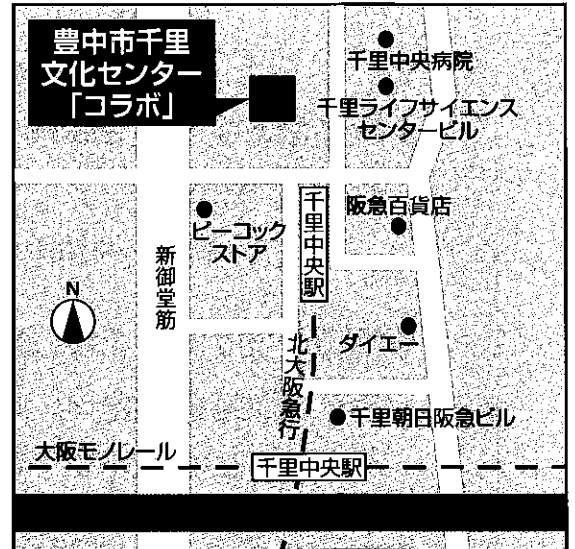 豊中市千里
文化センター
「コラボ」
千里中央病院
千里ライフサイエンス
センタービル
阪急百貨店
ピーコック
ストア
千里中央駅
新御堂筋
N
ダイエー
北大阪急行
千里朝日阪急ビル
大阪モノレール
千里中央駅